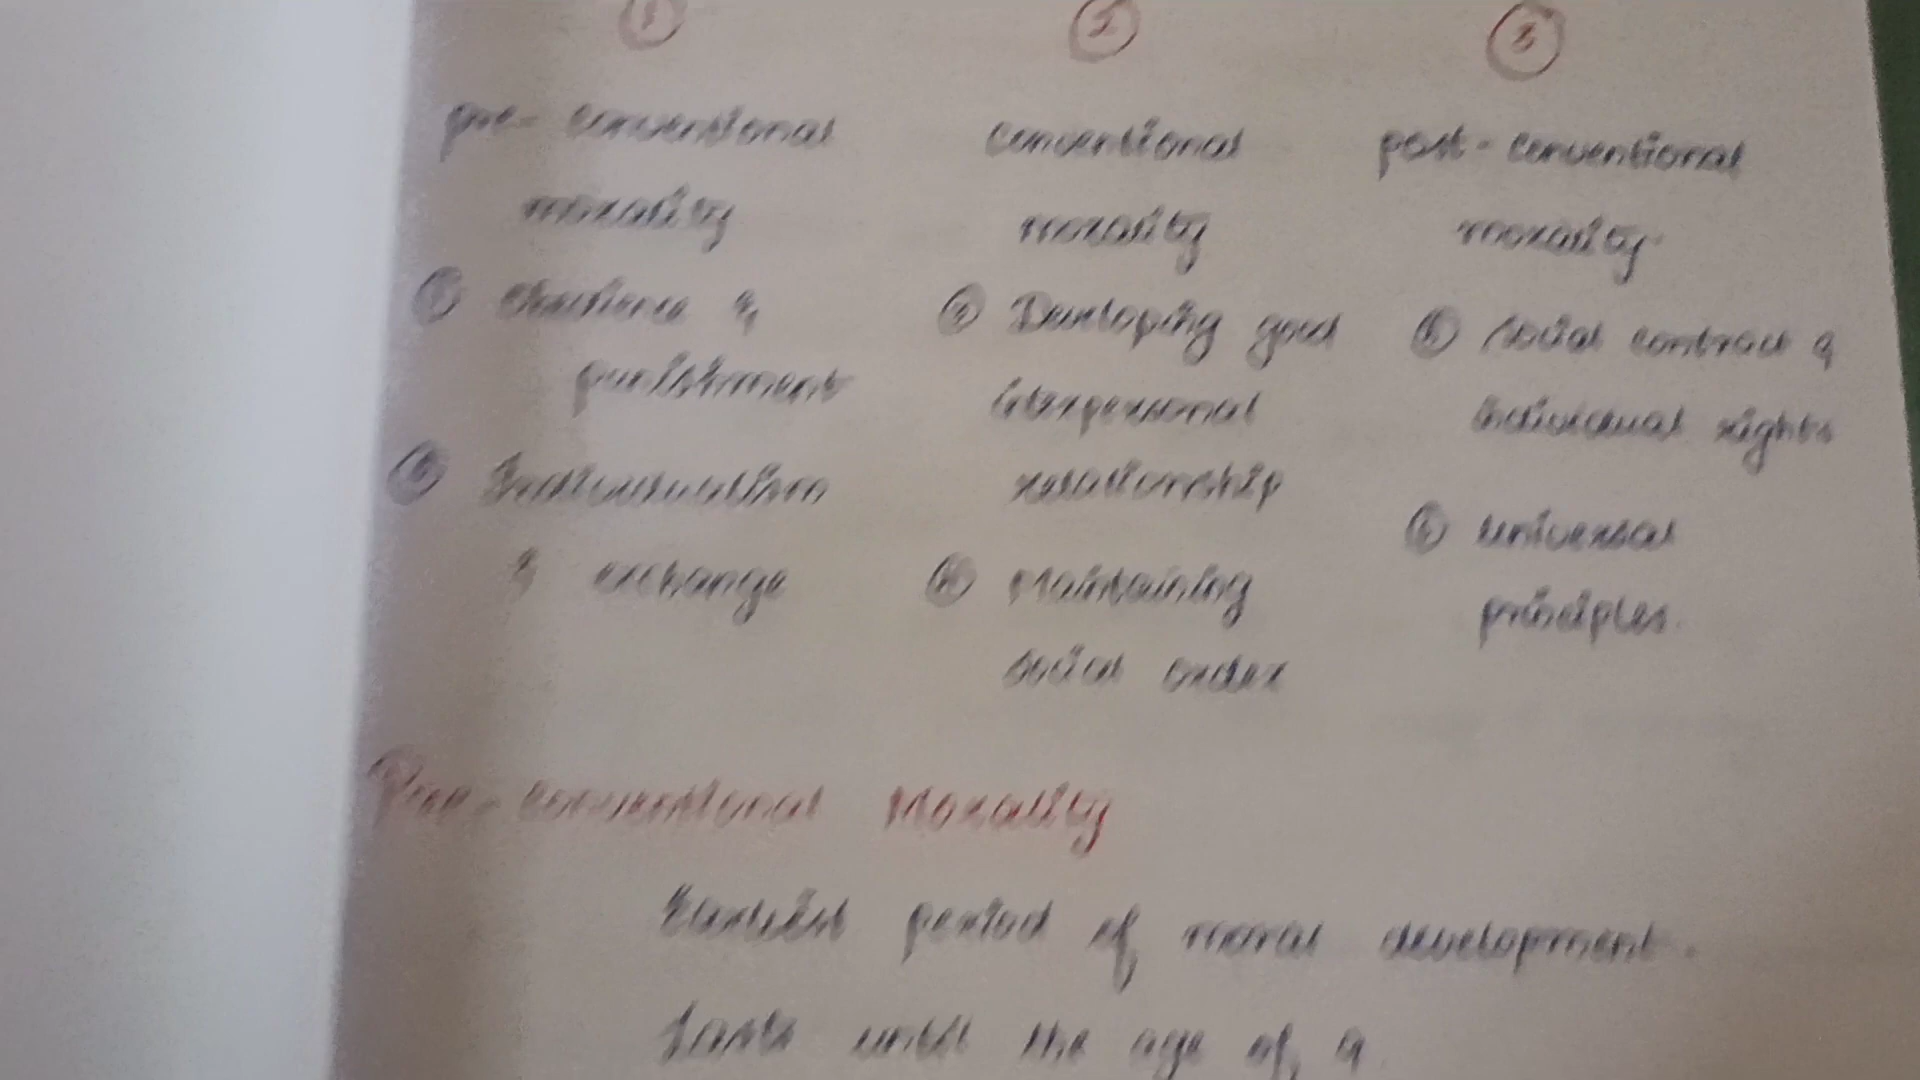 1
pre-conventional
morality
1 Obedience &
punishment
2 Individualism
& exchange
2
conventional
morality
3 Developing good
interpersonal
relationship
4 Maintaining
social order
3
post-conventional
morality.
5 social contract &
individual rights
6 universal
principles.
Pre-conventional Morality
Earliest period of moral development.
Lasts until the age of 9.